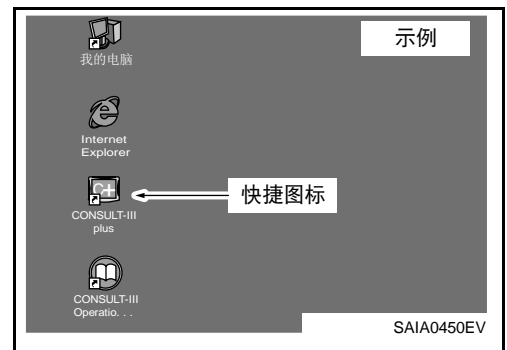 示例
我的电脑
Internet
Explorer
快捷图标
C+
CONSULT-III
plus
CONSULT-III
Operatio. . .
SAIA0450EV